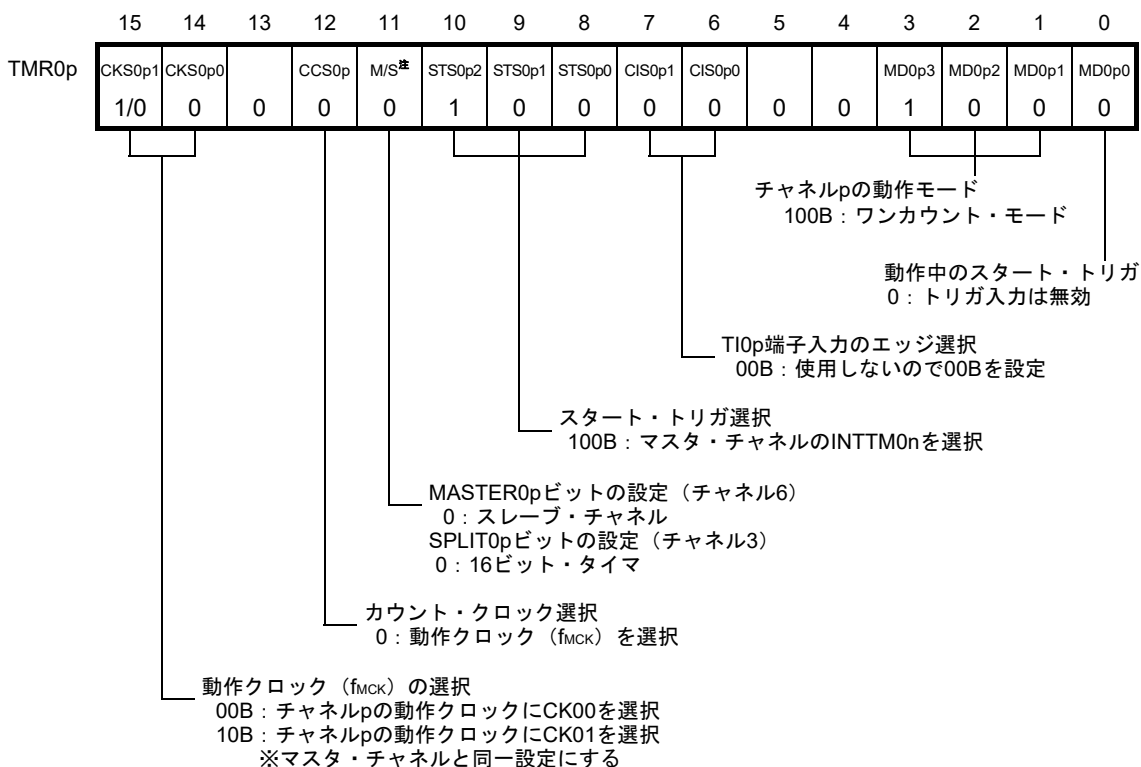 15 14 13 12 11 10 9 8 7 6 5 4 3 2 1 0
TMR0p CKS0p1 CKS0p0 CCS0p M/S注 STS0p2 STS0p1 STS0p0 CIS0p1 CIS0p0 MD0p3 MD0p2 MD0p1 MD0p0
1/0 0 0 0 0 1 0 0 0 0 0 0 1 0 0 0
チャネルpの動作モード
100B：ワンカウント・モード
動作中のスタート・トリガ
0：トリガ入力は無効
TI0p端子入力のエッジ選択
00B：使用しないので00Bを設定
スタート・トリガ選択
100B：マスタ・チャネルのINTTM0nを選択
MASTER0pビットの設定（チャネル6）
0：スレーブ・チャネル
SPLIT0pビットの設定（チャネル3）
0：16ビット・タイマ
カウント・クロック選択
0：動作クロック（fMCK）を選択
動作クロック（fMCK）の選択
00B：チャネルpの動作クロックにCK00を選択
10B：チャネルpの動作クロックにCK01を選択
※マスタ・チャネルと同一設定にする